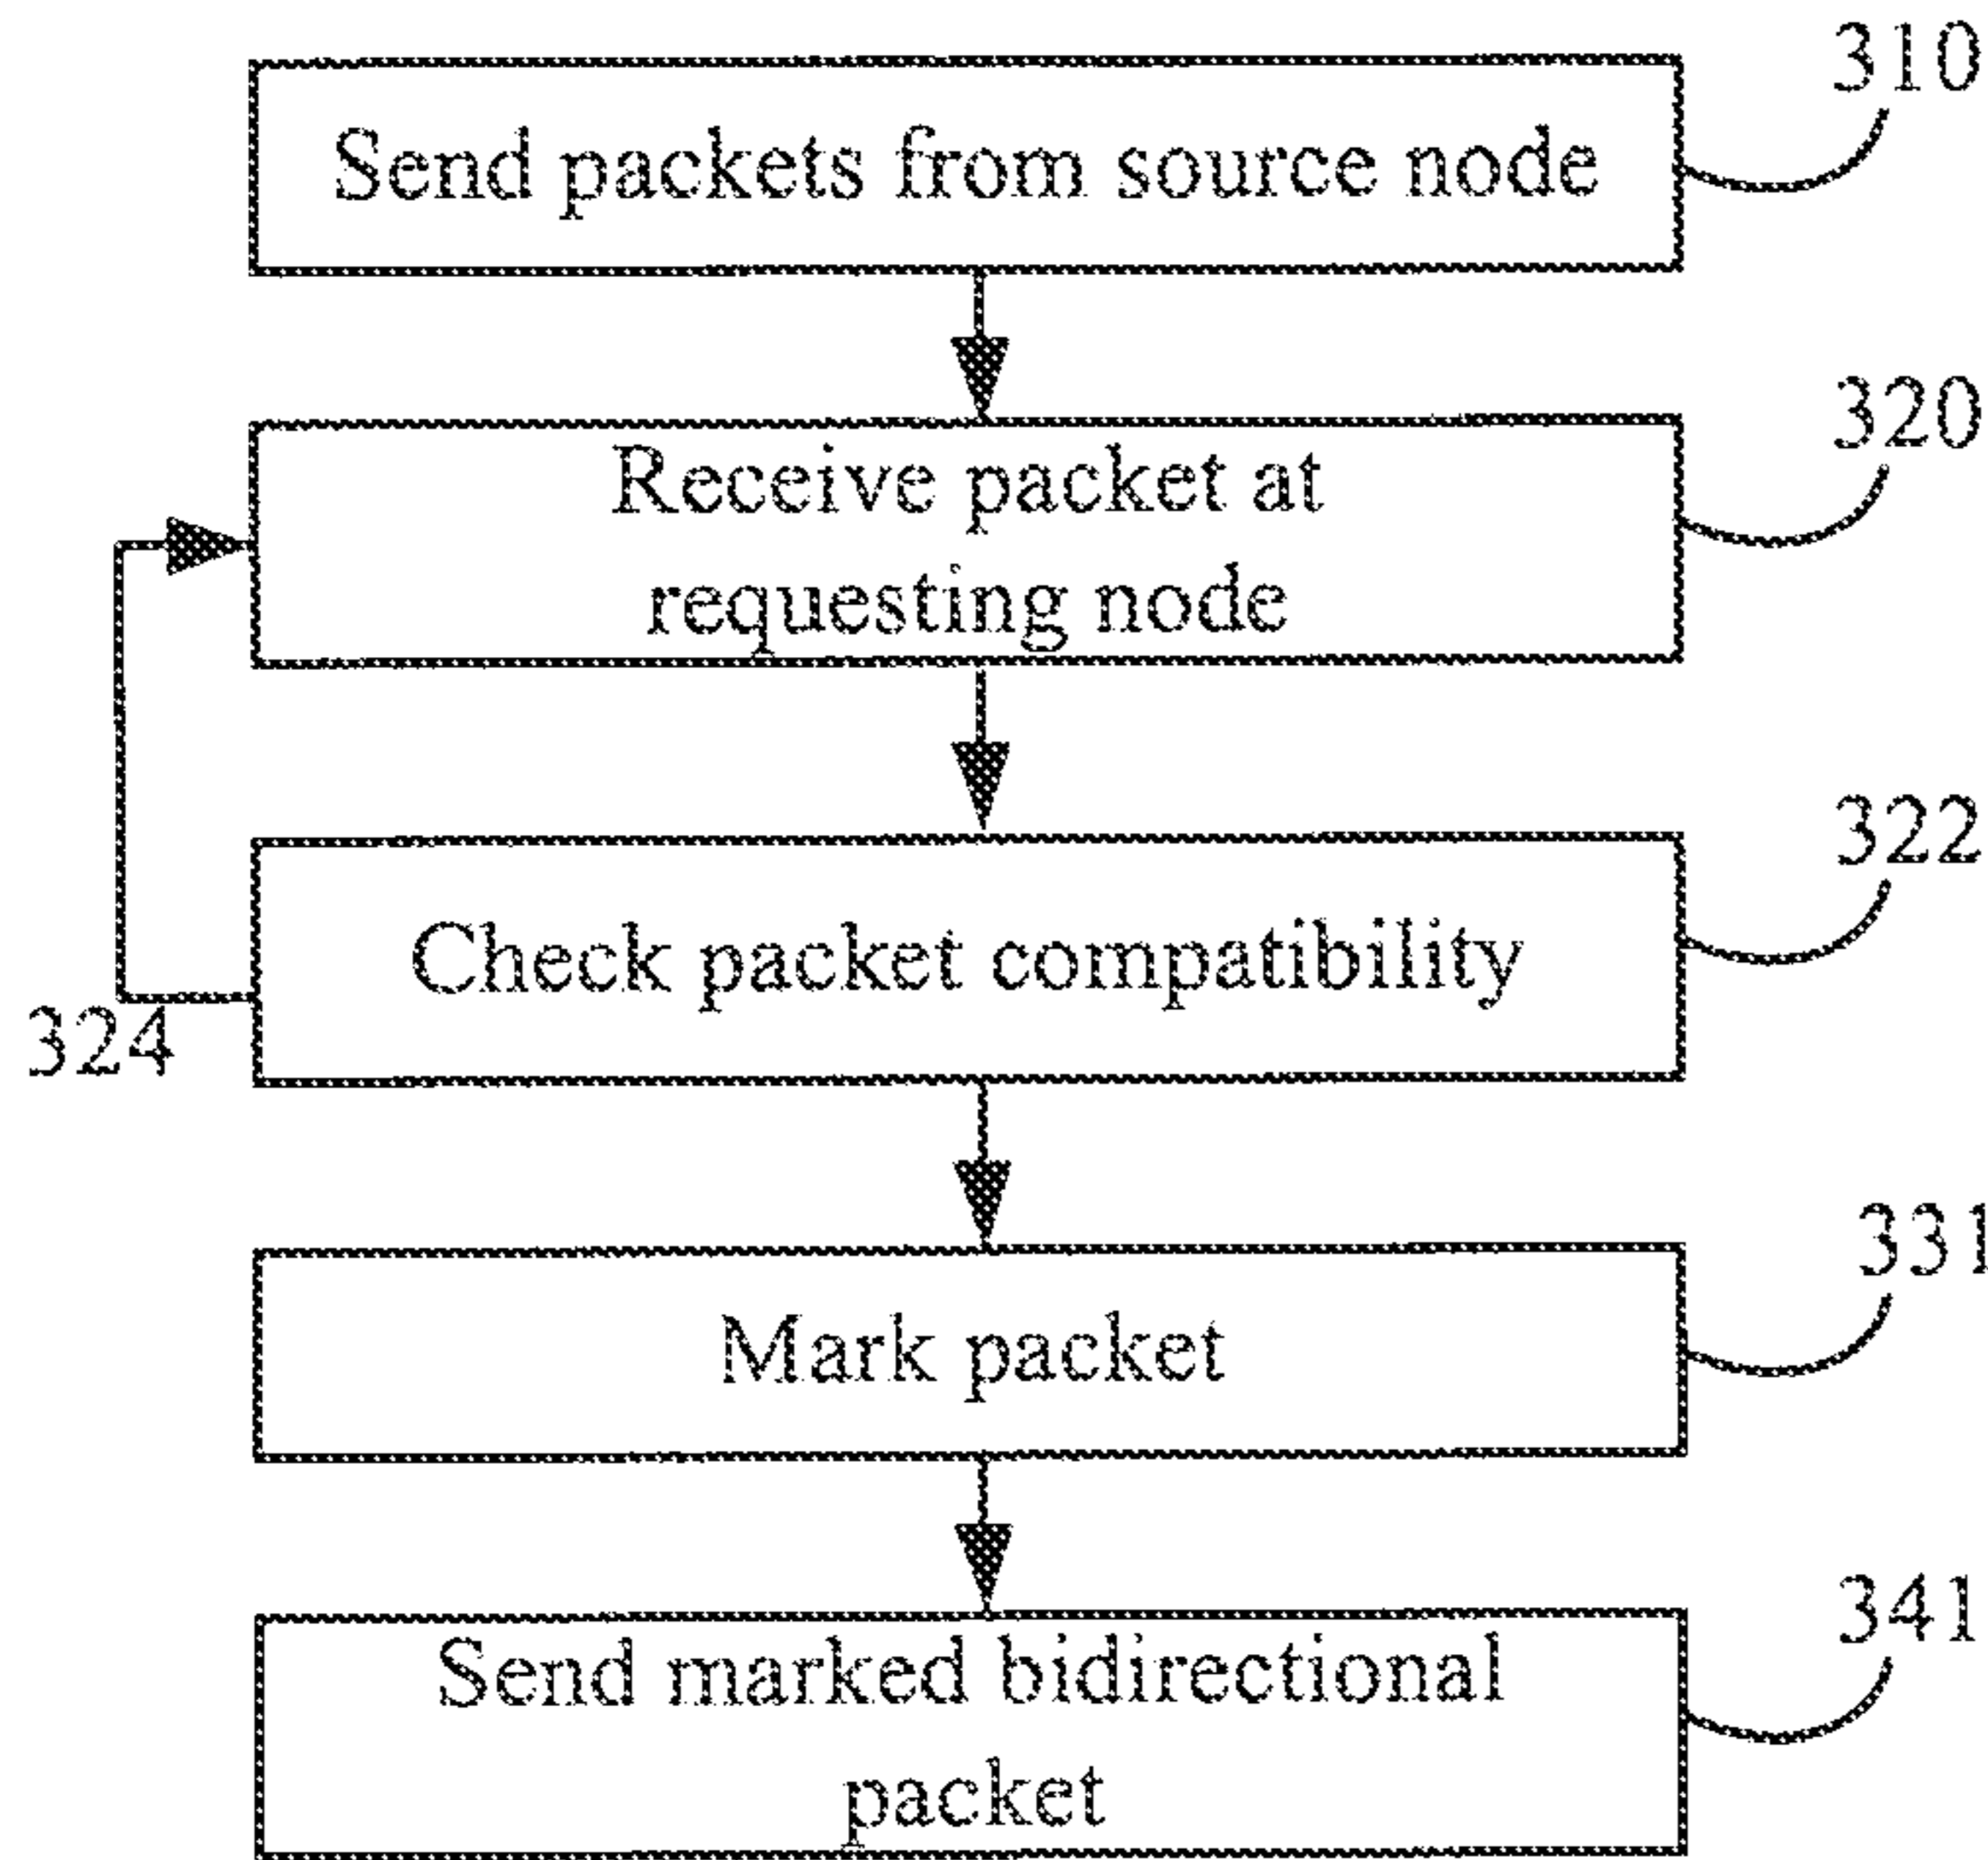 310
Send packets from source node
320
Receive packet at
requesting node
322
Check packet compatibility
324
331
Mark packet
341
Send marked bidirectional
packet